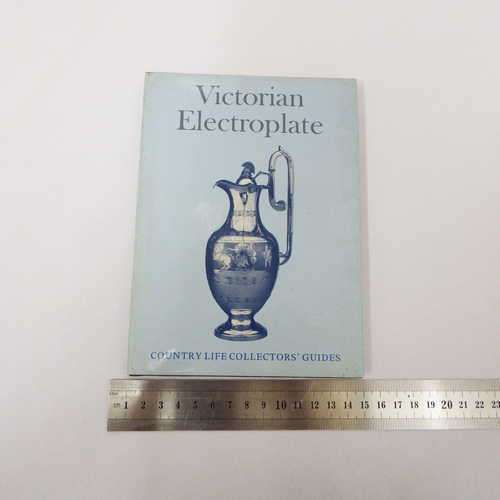 Victorian
Electroplate
COUNTRY LIFE COLLECTORS' GUIDES
cm 1 2 3 4 5 6 7 8 9 10 11 12 13 14 15 16 17 18 19 20 21 22 23